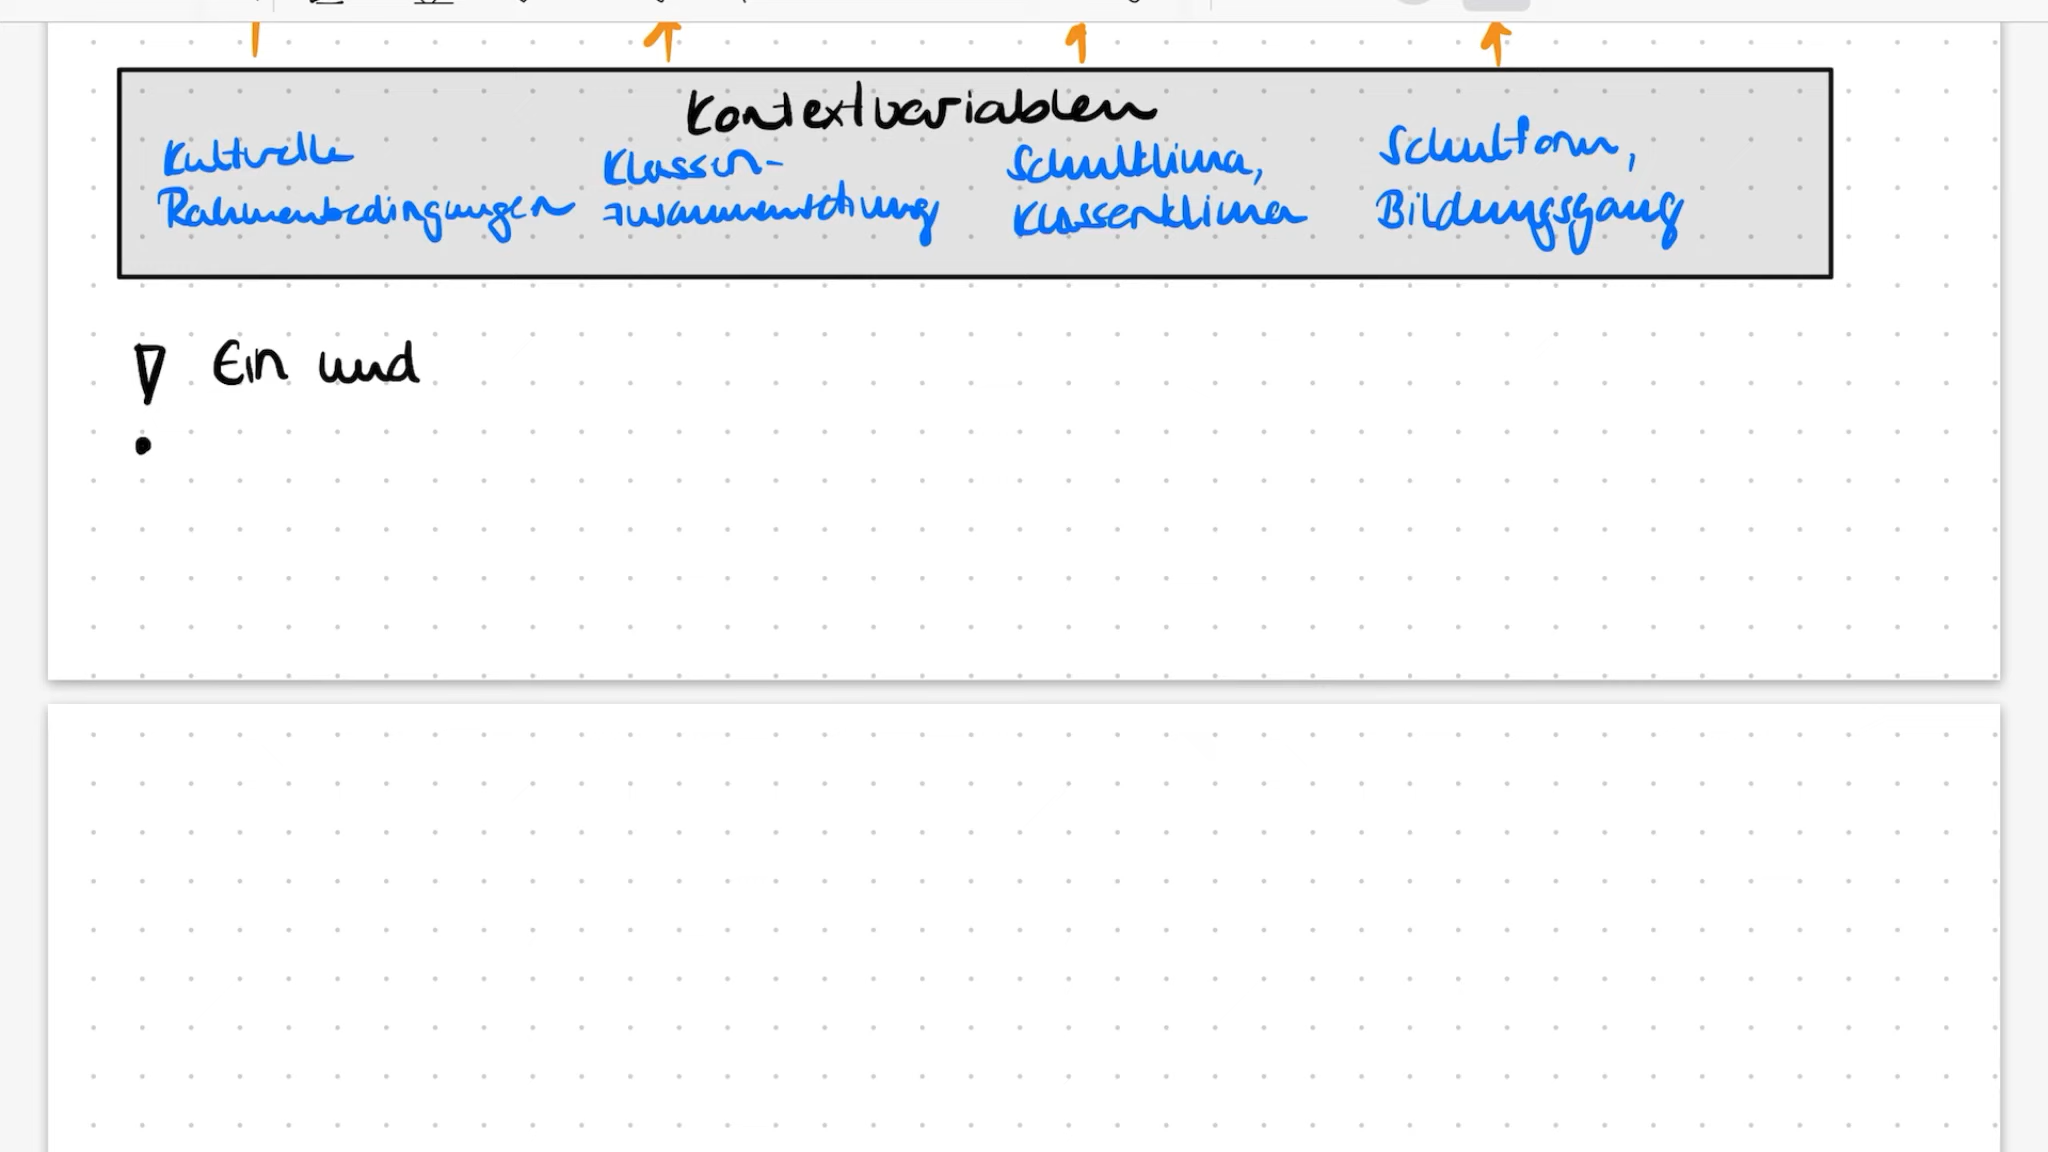 Kontextvariablen
Kulturelle
Rahmenbedingungen
Klassen-
zusammensetzung
Schulklima,
Klassenklima
Schulform,
Bildungsgang
Ein und